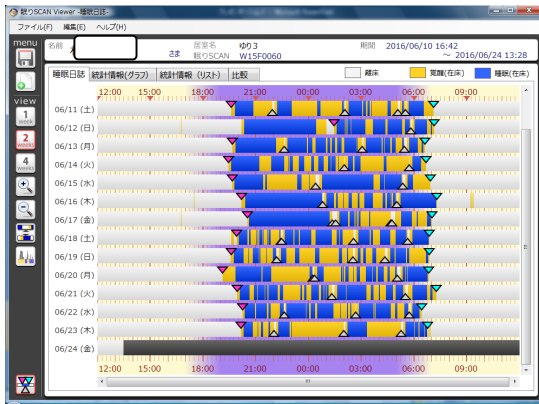 眠りSCAN Viewer -睡眠日誌-
ファイル(F) 編集(E) ヘルプ(H)
menu
名前 さま 居室名 ゆり3 期間 2016/06/10 16:42
眠りSCAN W15F0060 ～ 2016/06/24 13:28
睡眠日誌 統計情報(グラフ) 統計情報 (リスト) 比較 離床 覚醒(在床) 睡眠(在床)
view
1 week
2 weeks
4 weeks
12:00 15:00 18:00 21:00 00:00 03:00 06:00 09:00
06/11 (土)
06/12 (日)
06/13 (月)
06/14 (火)
06/15 (水)
06/16 (木)
06/17 (金)
06/18 (土)
06/19 (日)
06/20 (月)
06/21 (火)
06/22 (水)
06/23 (木)
06/24 (金)
12:00 15:00 18:00 21:00 00:00 03:00 06:00 09:00